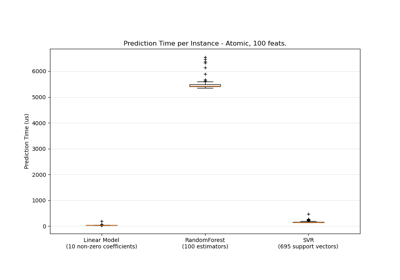 Prediction Time per Instance - Atomic, 100 feats.
Prediction Time (us)
6000
5000
4000
3000
2000
1000
0
Linear Model
(10 non-zero coefficients)
RandomForest
(100 estimators)
SVR
(695 support vectors)